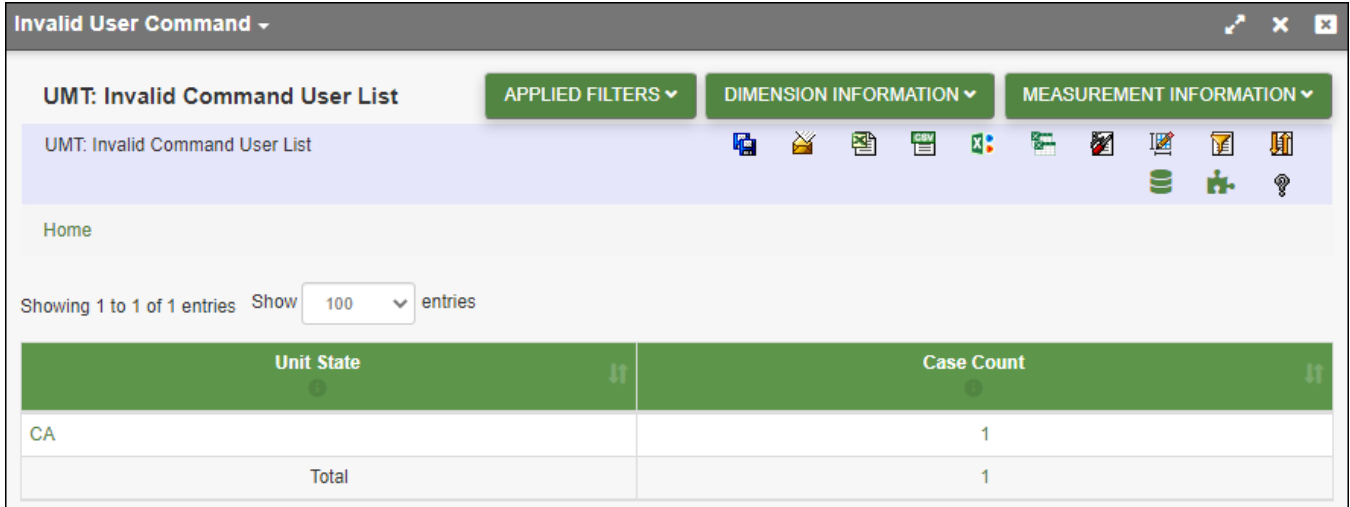 Invalid User Command
UMT: Invalid Command User List
APPLIED FILTERS
DIMENSION INFORMATION
MEASUREMENT INFORMATION
UMT: Invalid Command User List
CSV
Home
Showing 1 to 1 of 1 entries Show 100 entries
Unit State Case Count
CA 1
Total 1